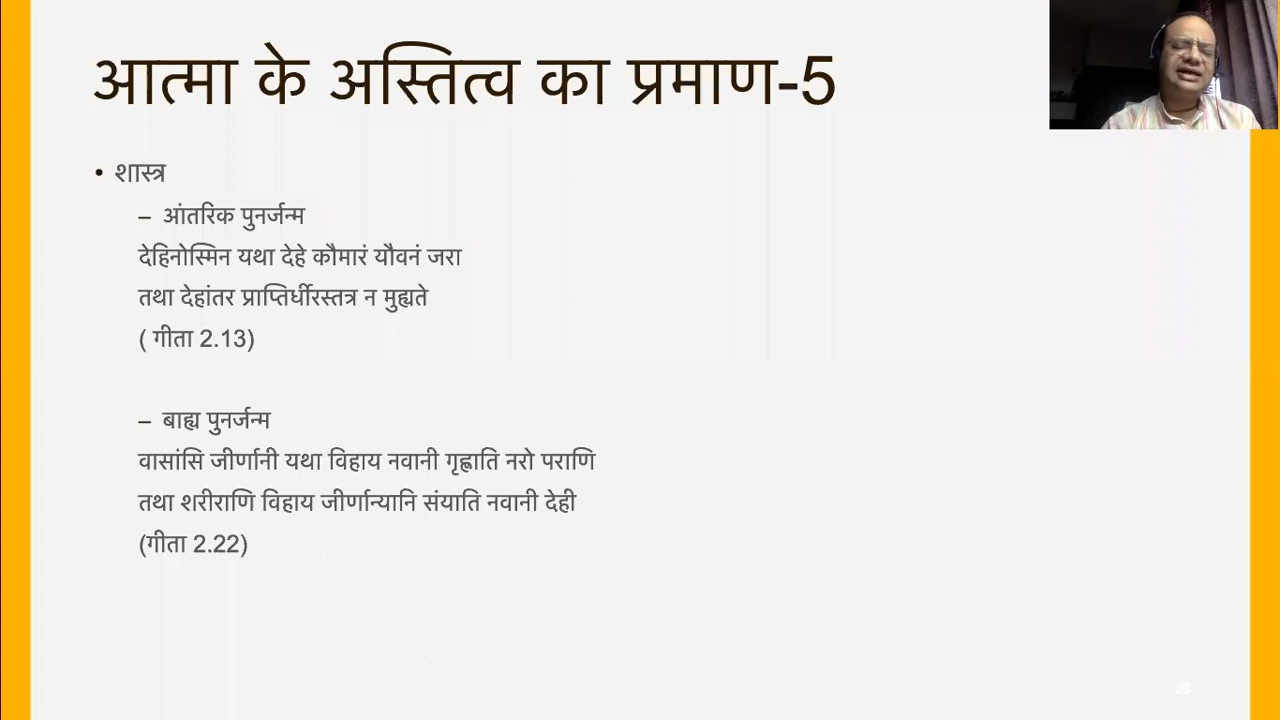 आत्मा के अस्तित्व का प्रमाण-5
• शास्त्र
– आंतरिक पुनर्जन्म
देहिनोस्मिन यथा देहे कौमारं यौवनं जरा
तथा देहांतर प्राप्तिर्धीरस्तत्र न मुह्यते
( गीता 2.13)
– बाह्य पुनर्जन्म
वासांसि जीर्णानी यथा विहाय नवानी गृह्णाति नरो पराणि
तथा शरीराणि विहाय जीर्णान्यानि संयाति नवानी देही
(गीता 2.22)
28